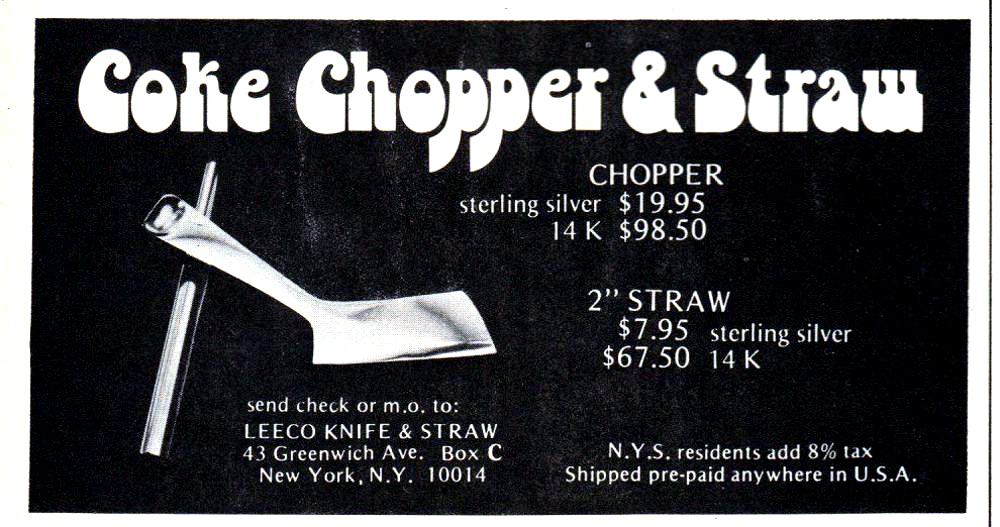 Coke Chopper & Straw
CHOPPER
sterling silver $19.95
14 K $98.50
2” STRAW
$7.95 sterling silver
$67.50 14 K
send check or m.o. to:
LEECO KNIFE & STRAW
43 Greenwich Ave. Box C
New York, N.Y. 10014
N.Y.S. residents add 8% tax
Shipped pre-paid anywhere in U.S.A.